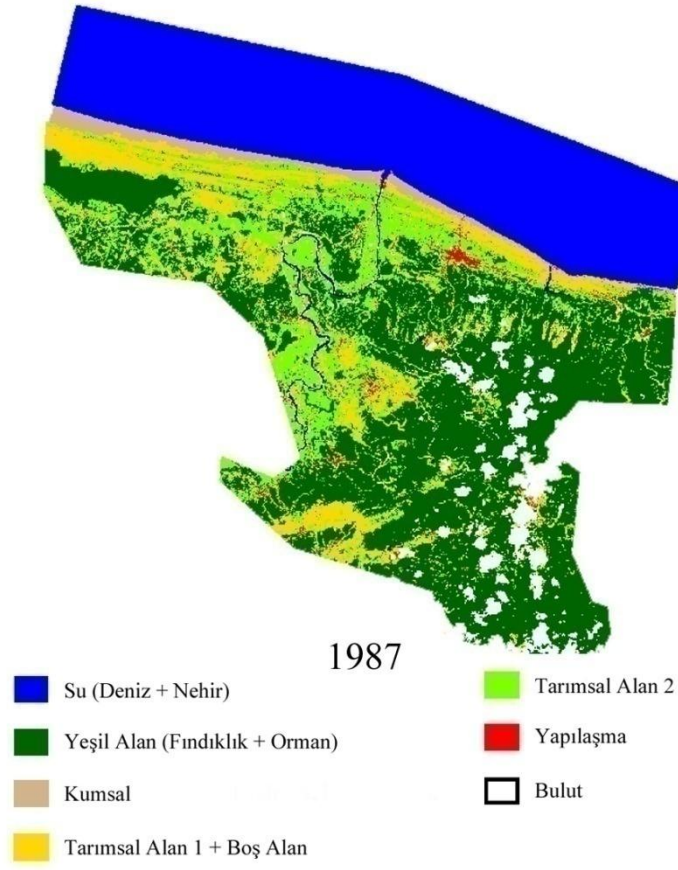 1987
Su (Deniz + Nehir)
Yeşil Alan (Fındıklık + Orman)
Kumsal
Tarımsal Alan 1 + Boş Alan
Tarımsal Alan 2
Yapılaşma
Bulut